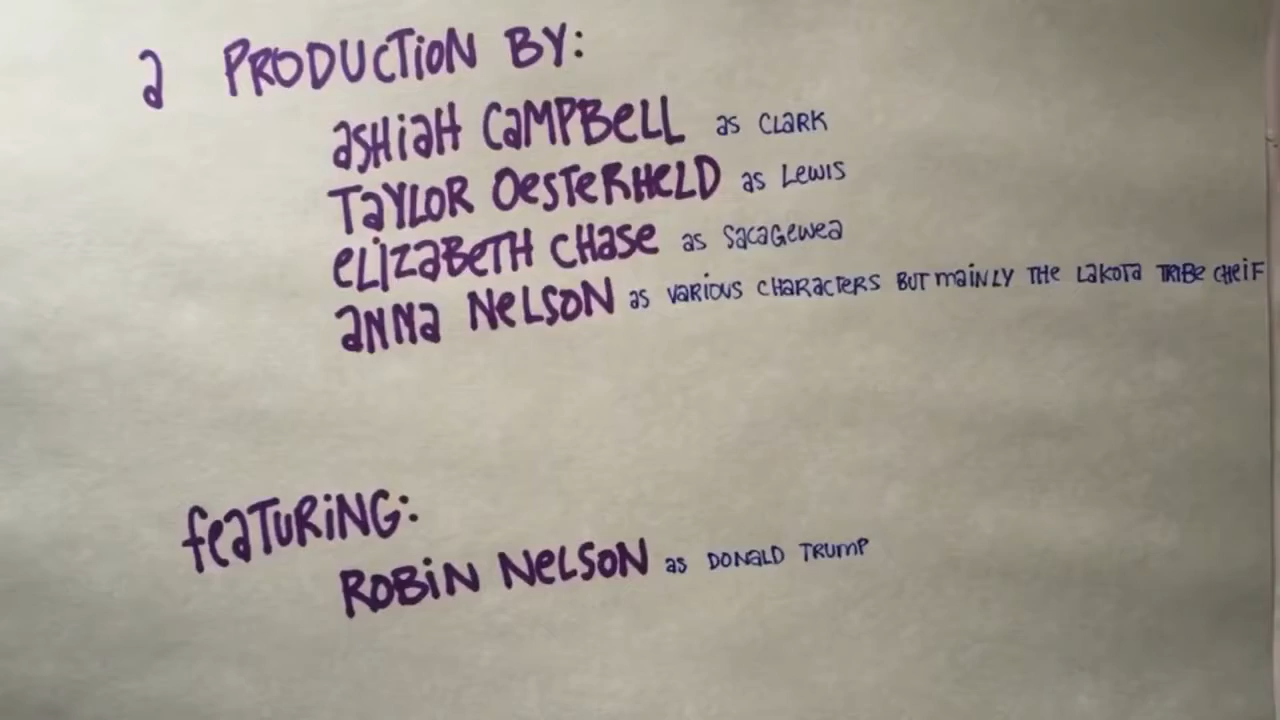 a PRODUCTiON BY:
aSHiaH CaMPBeLL as CLaRK
TaYLOR OeSTeRHeLD as Lewis
eLizaBeTH CHase as SacaGewea
aNNa NeLSON as VaRiOUS CHaRacTeRS BUT mainLY THe LaKOTa TRiBe CHeiF
feaTURiNG:
ROBiN NeLSON as DONaLD TRUmP